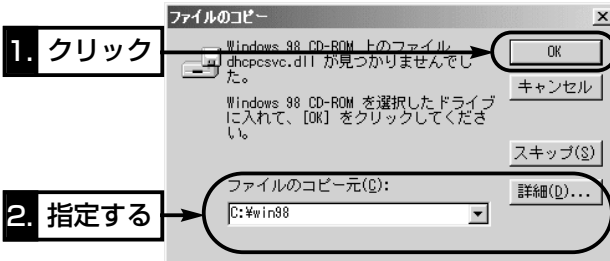 ファイルのコピー
1. クリック
Windows 98 CD-ROM 上のファイル
dhcpcsvc.dll が見つかりませんでし
た。
Windows 98 CD-ROM を選択したドライブ
に入れて、[OK] をクリックしてくださ
い。
OK
キャンセル
スキップ(S)
詳細(D)...
2. 指定する
ファイルのコピー元(C):
C:¥win98